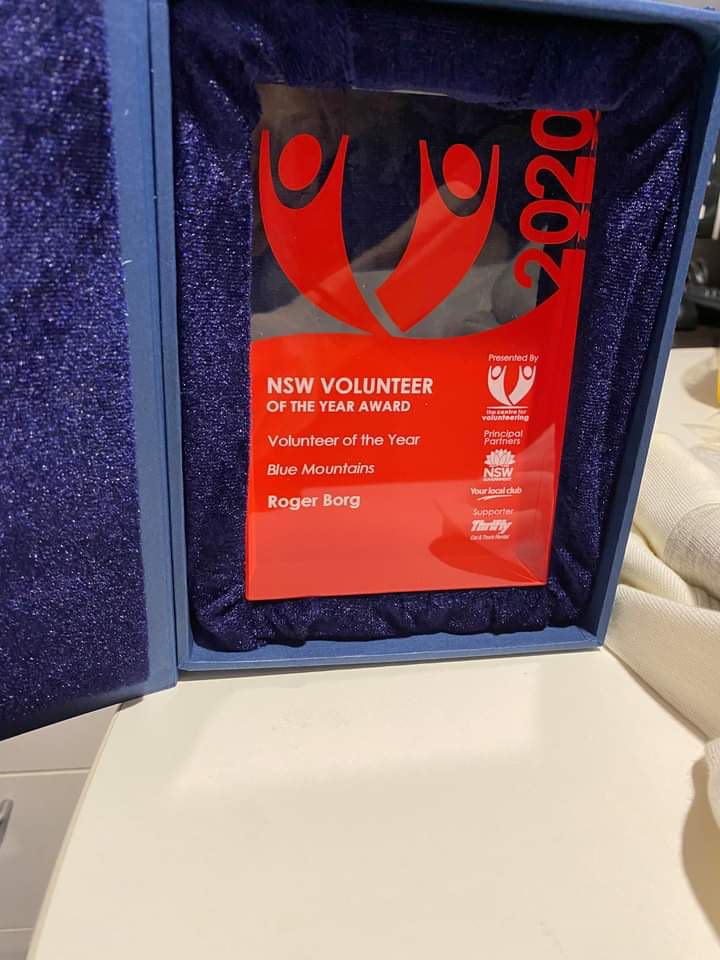 2020
NSW VOLUNTEER
OF THE YEAR AWARD
Volunteer of the Year
Blue Mountains
Roger Borg
Presented By
the centre for
volunteering
Principal
Partners
NSW
GOVERNMENT
Your local club
Supporter
Thrifty
Car & Truck Rental